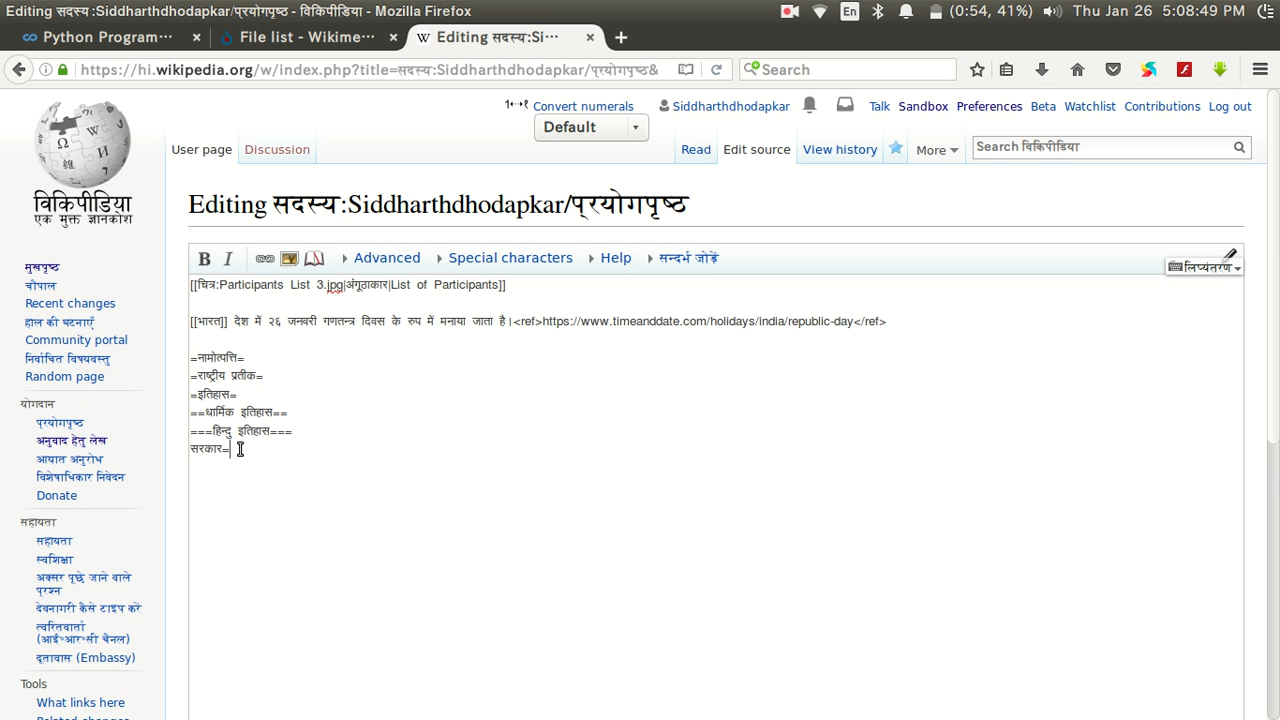 Editing सदस्य:Siddharthdhodapkar/प्रयोगपृष्ठ - विकिपीडिया - Mozilla Firefox
En
(0:54, 41%)
Thu Jan 26 5:08:49 PM
Python Program…
File list - Wikime…
Editing सदस्य:Si…
https://hi.wikipedia.org/w/index.php?title=सदस्य:Siddharthdhodapkar/प्रयोगपृष्ठ&
Search
Convert numerals
Default
Siddharthdhodapkar
Talk Sandbox Preferences Beta Watchlist Contributions Log out
User page Discussion Read Edit source View history More
Search विकिपीडिया
विकिपीडिया
एक मुक्त ज्ञानकोश
Editing सदस्य:Siddharthdhodapkar/प्रयोगपृष्ठ
B I Advanced Special characters Help सन्दर्भ जोड़ें
लिप्यंतरण
[[चित्र:Participants List 3.jpg|अंगूठाकार|List of Participants]]
[[भारत]] देश में २६ जनवरी गणतन्त्र दिवस के रुप में मनाया जाता है।<ref>https://www.timeanddate.com/holidays/india/republic-day</ref>
=नामोत्पत्ति=
=राष्ट्रीय प्रतीक=
=इतिहास=
==धार्मिक इतिहास==
===हिन्दु इतिहास===
सरकार=
मुखपृष्ठ
चौपाल
Recent changes
हाल की घटनाएँ
Community portal
निर्वाचित विषयवस्तु
Random page
योगदान
प्रयोगपृष्ठ
अनुवाद हेतु लेख
आयात अनुरोध
विशेषाधिकार निवेदन
Donate
सहायता
सहायता
स्वशिक्षा
अक्सर पूछे जाने वाले
प्रश्न
देवनागरी कैसे टाइप करें
त्वरितवार्ता
(आई॰आर॰सी चैनल)
दूतावास (Embassy)
Tools
What links here
Related changes